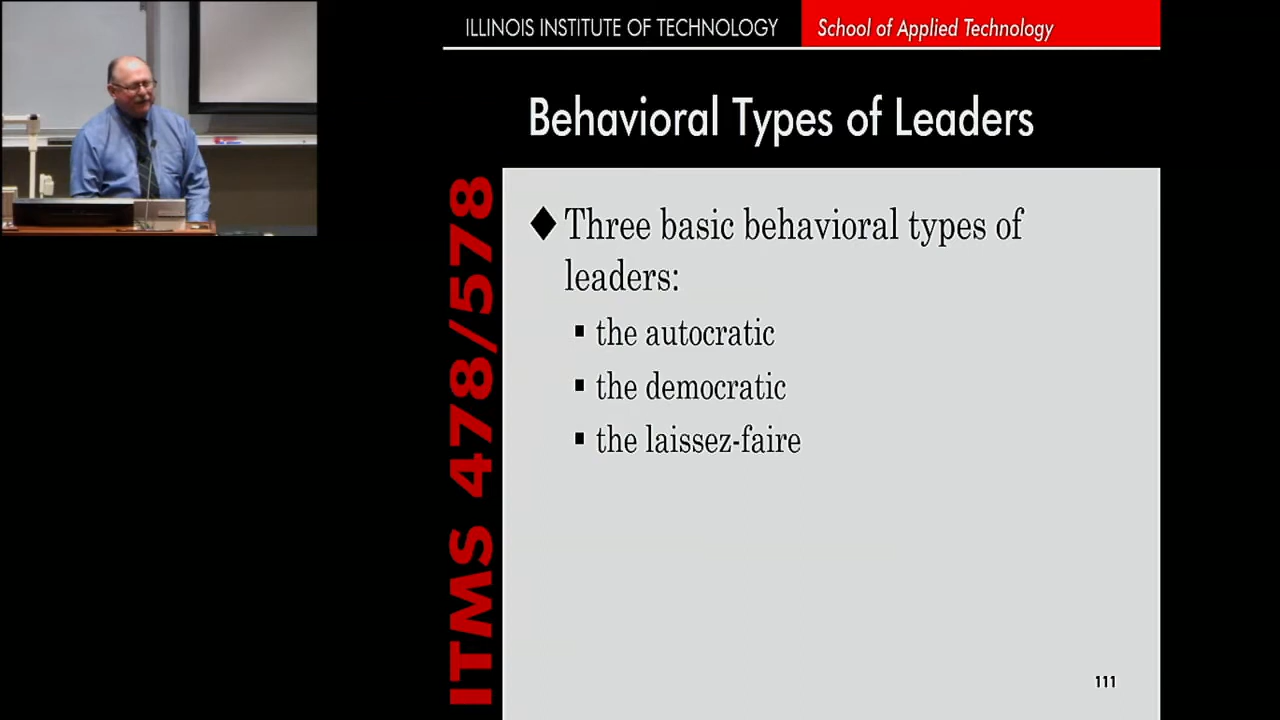 ILLINOIS INSTITUTE OF TECHNOLOGY School of Applied Technology
Behavioral Types of Leaders
ITMS 478/578
Three basic behavioral types of
leaders:
the autocratic
the democratic
the laissez-faire
111